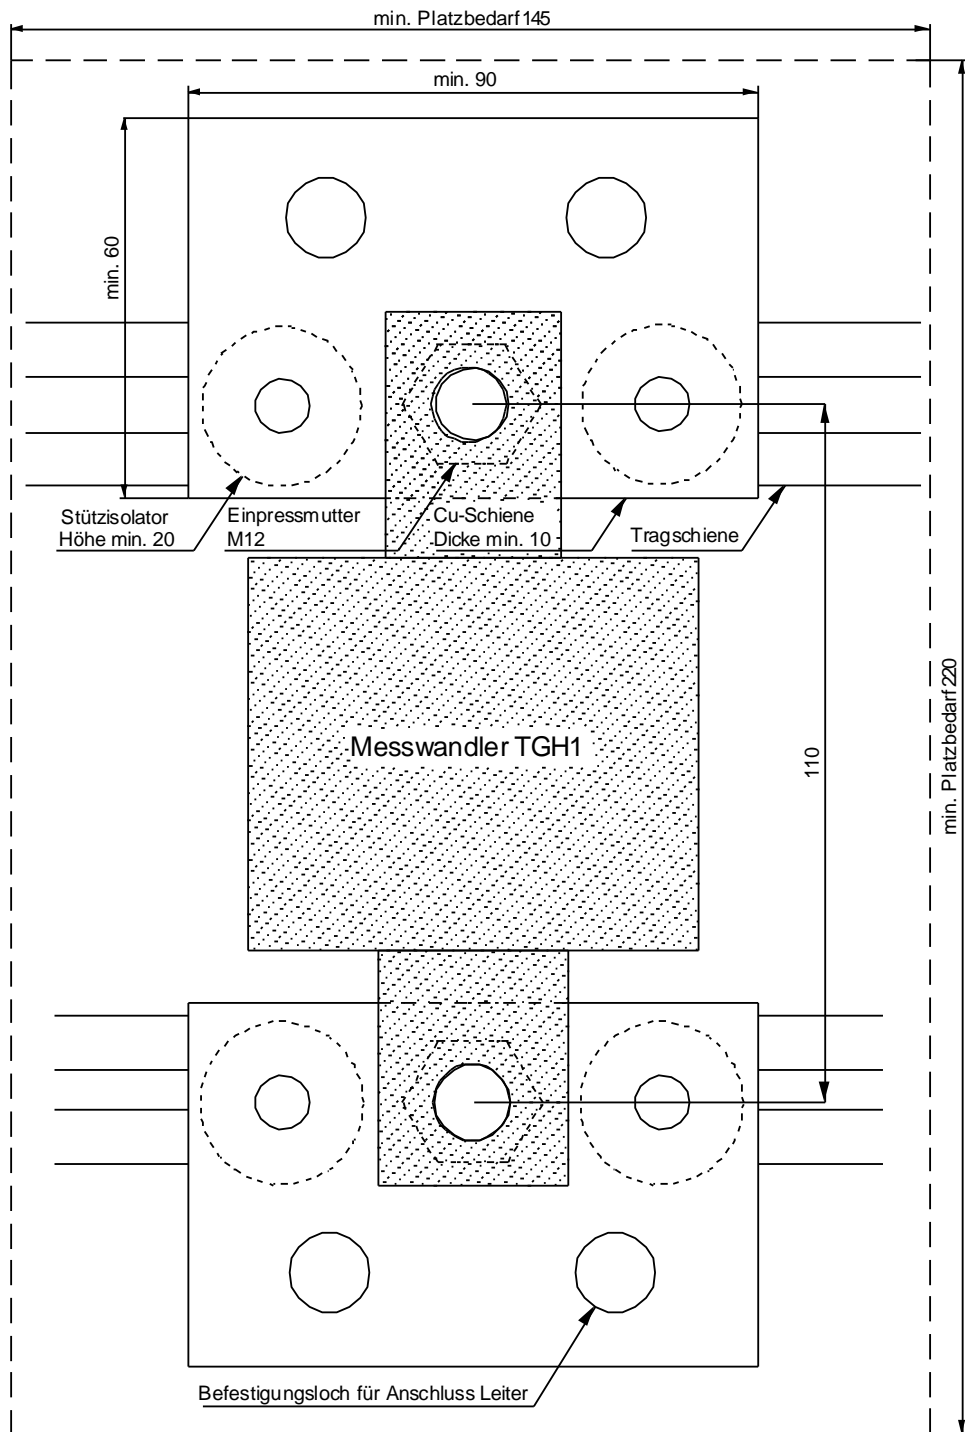 min. Platzbedarf 145
min. 90
min. 60
Stützisolator
Höhe min. 20
Einpressmutter
M12
Cu-Schiene
Dicke min. 10
Tragschiene
Messwandler TGH1
110
min. Platzbedarf 220
Befestigungsloch für Anschluss Leiter